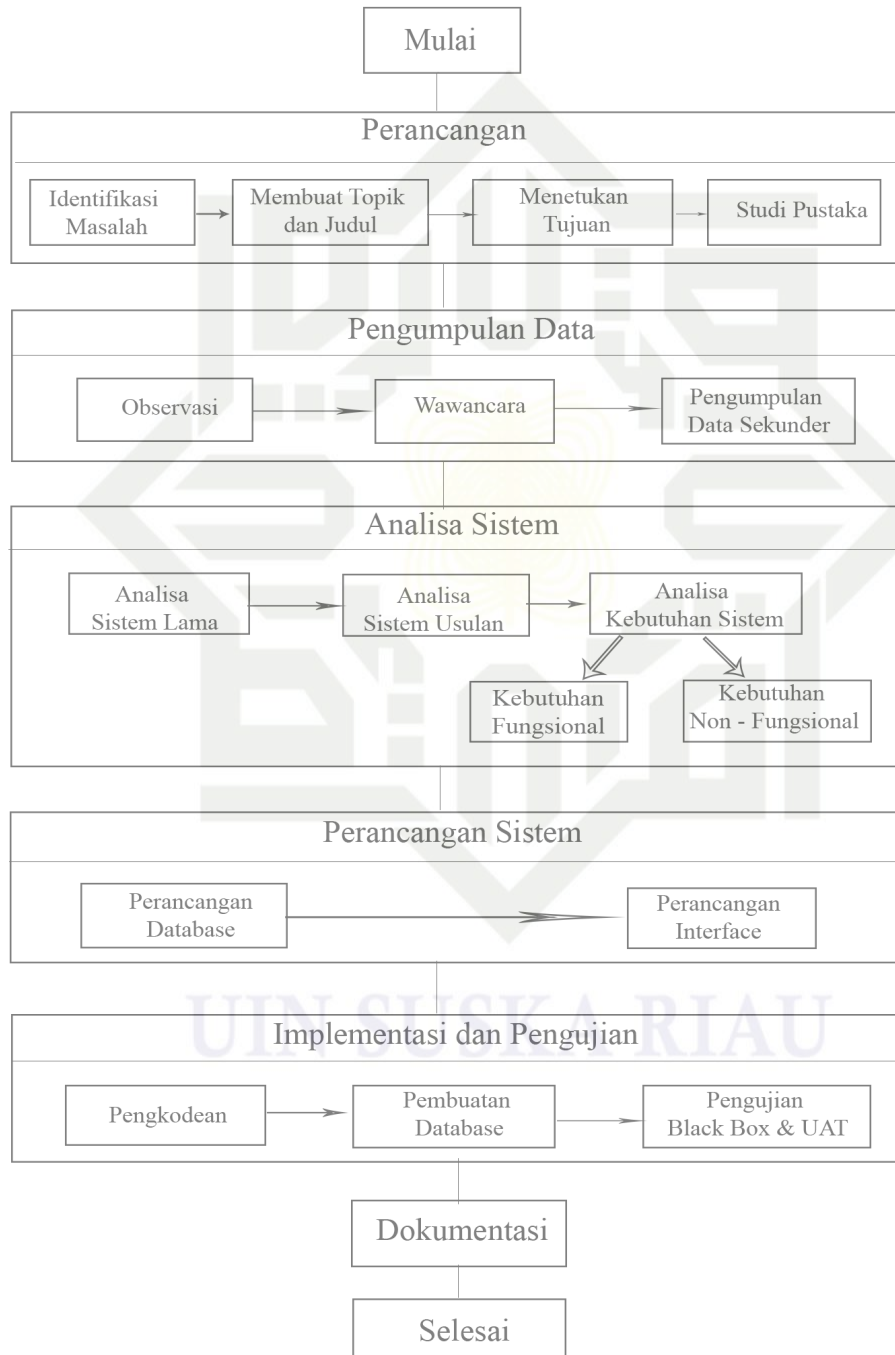 Mulai
Perancangan
Identifikasi
Masalah
Membuat Topik
dan Judul
Menetukan
Tujuan
Studi Pustaka
Pengumpulan Data
Observasi
Wawancara
Pengumpulan
Data Sekunder
Analisa Sistem
Analisa
Sistem Lama
Analisa
Sistem Usulan
Analisa
Kebutuhan Sistem
Kebutuhan
Fungsional
Kebutuhan
Non - Fungsional
Perancangan Sistem
Perancangan
Database
Perancangan
Interface
UIN SUSKA RIAU
Implementasi dan Pengujian
Pengkodean
Pembuatan
Database
Pengujian
Black Box & UAT
Dokumentasi
Selesai